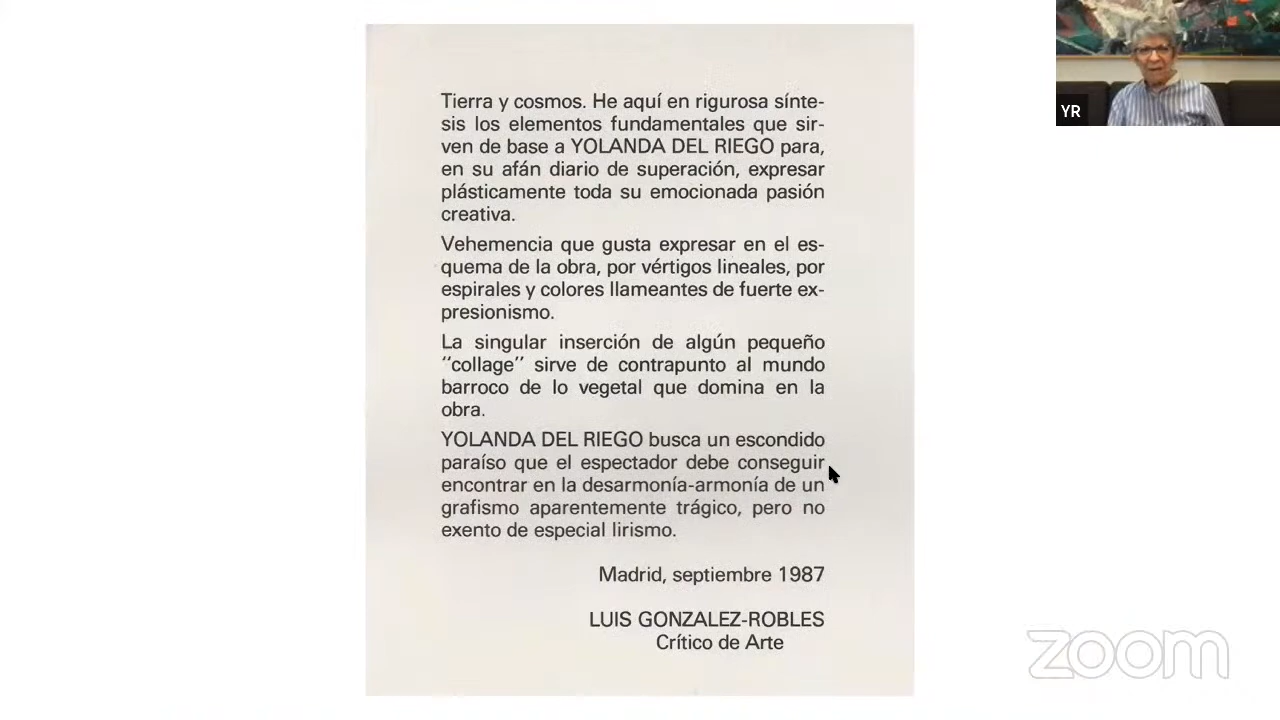 Tierra y cosmos. He aquí en rigurosa sínte-
sis los elementos fundamentales que sir-
ven de base a YOLANDA DEL RIEGO para,
en su afán diario de superación, expresar
plásticamente toda su emocionada pasión
creativa.
Vehemencia que gusta expresar en el es-
quema de la obra, por vértigos lineales, por
espirales y colores llameantes de fuerte ex-
presionismo.
La singular inserción de algún pequeño
"collage" sirve de contrapunto al mundo
barroco de lo vegetal que domina en la
obra.
YOLANDA DEL RIEGO busca un escondido
paraíso que el espectador debe conseguir
encontrar en la desarmonía-armonía de un
grafismo aparentemente trágico, pero no
exento de especial lirismo.
Madrid, septiembre 1987
LUIS GONZALEZ-ROBLES
Crítico de Arte
YR
zoom